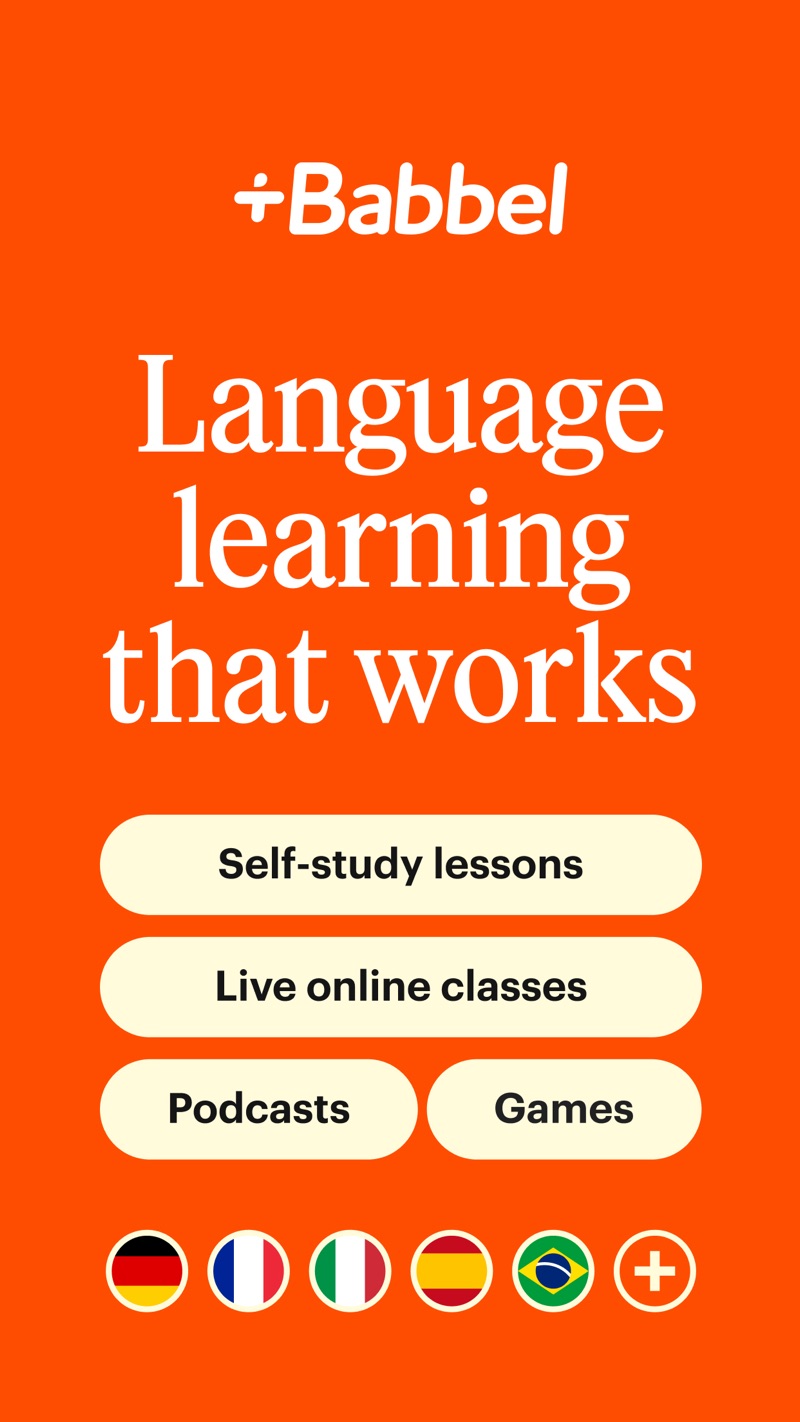 +Babbel
Language
learning
that works
Self-study lessons
Live online classes
Podcasts
Games
+